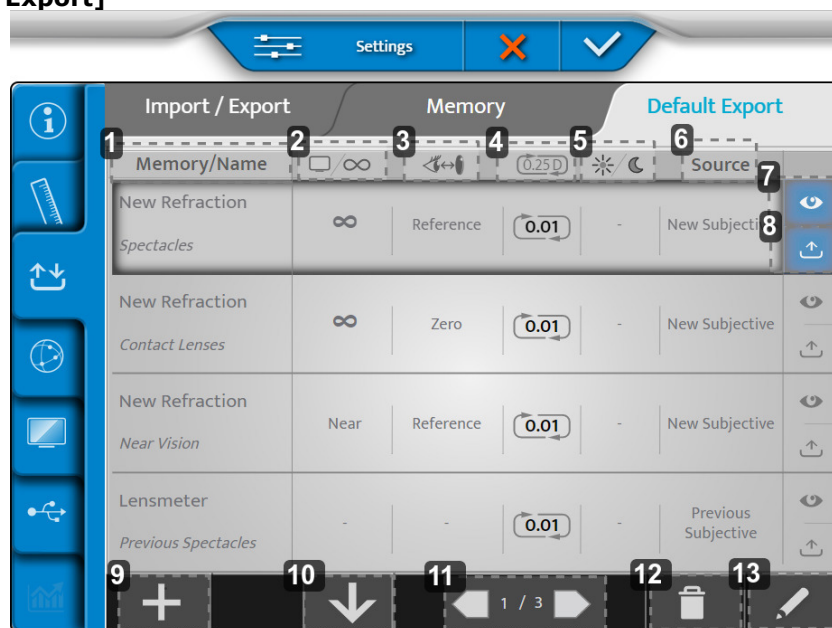 Export]
Settings
Import / Export Memory Default Export
1 2 3 4 5 6
Memory/Name 0.25 D Source
7
New Refraction
Spectacles
∞ Reference 0.01 - New Subjecti
8
New Refraction
Contact Lenses
∞ Zero 0.01 - New Subjective
New Refraction
Near Vision
Near Reference 0.01 - New Subjective
Lensmeter
Previous Spectacles
- - 0.01 - Previous
Subjective
9 10 11 12 13
1 / 3